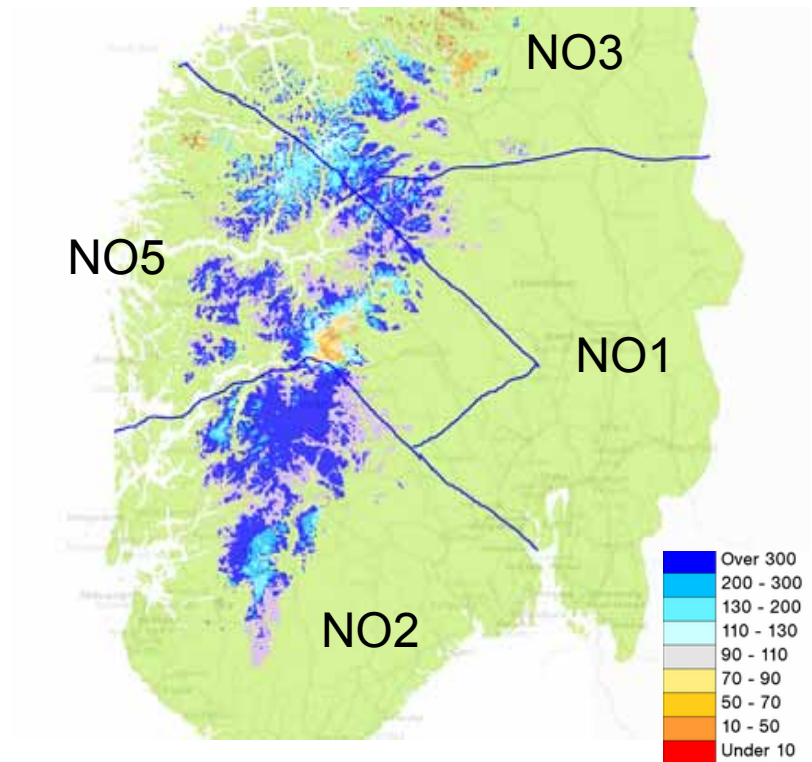 NO3
NO5
NO1
NO2
Over 300
200 - 300
130 - 200
110 - 130
90 - 110
70 - 90
50 - 70
10 - 50
Under 10